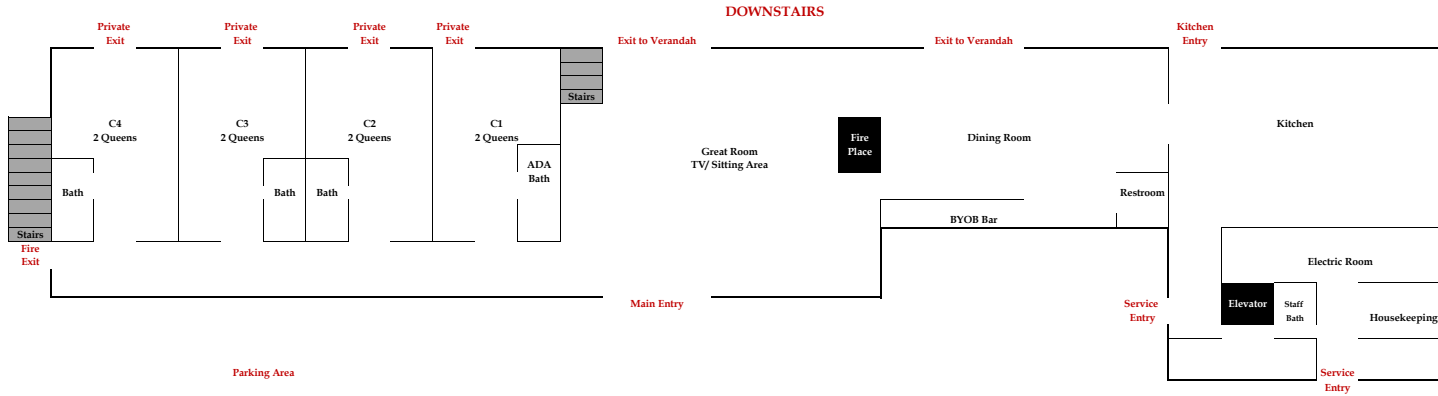 DOWNSTAIRS
Private
Exit
Private
Exit
Private
Exit
Private
Exit
Exit to Verandah
Exit to Verandah
Kitchen
Entry
Stairs
C4
2 Queens
C3
2 Queens
C2
2 Queens
C1
2 Queens
Fire
Place
Dining Room
Kitchen
Great Room
TV/ Sitting Area
ADA
Bath
Bath
Bath
Bath
Restroom
BYOB Bar
Stairs
Fire
Exit
Electric Room
Main Entry
Service
Entry
Elevator
Staff
Bath
Housekeeping
Parking Area
Service
Entry